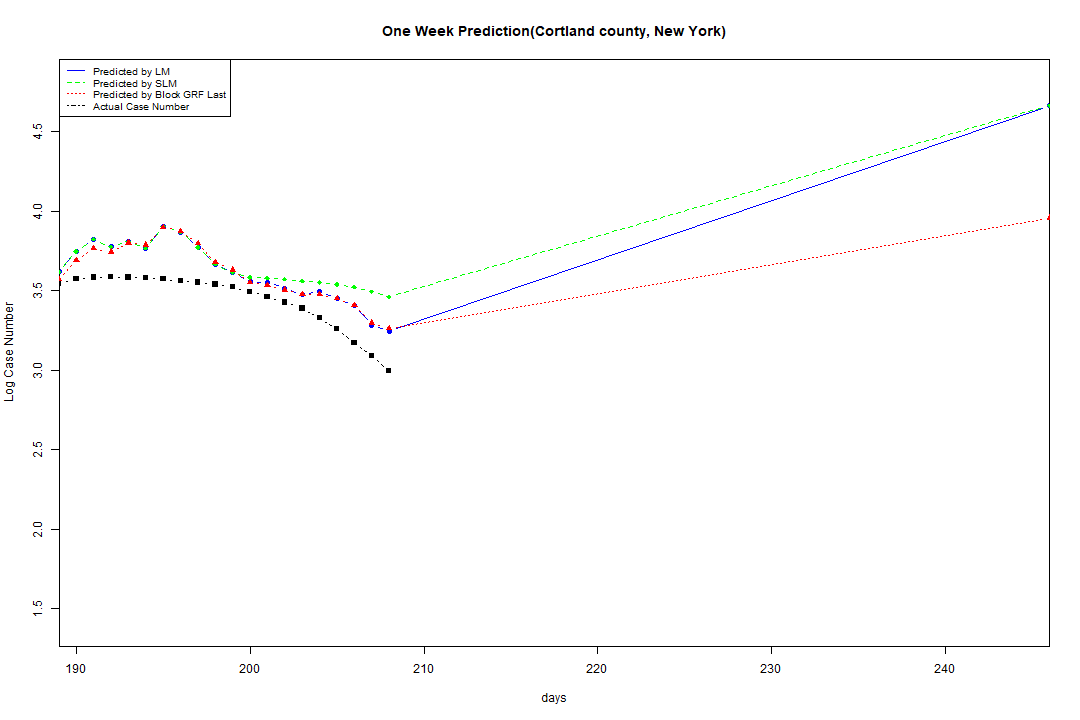 One Week Prediction(Cortland county, New York)
Predicted by LM
Predicted by SLM
Predicted by Block GRF Last
Actual Case Number
Log Case Number
4.5
4.0
3.5
3.0
2.5
2.0
1.5
190 200 210 220 230 240
days